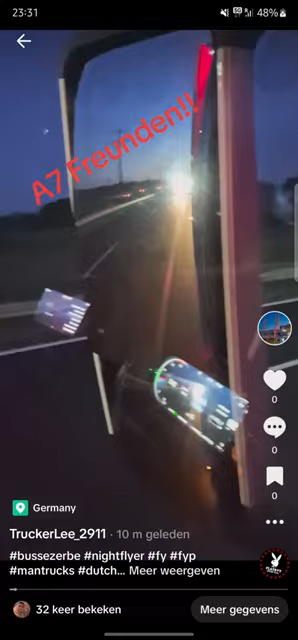 23:31
5G
48%
A7 Freunden!!
0
0
0
Germany
TruckerLee_2911 · 10 m geleden
#bussezerbe #nightflyer #fy #fyp
#mantrucks #dutch... Meer weergeven
32 keer bekeken
Meer gegevens